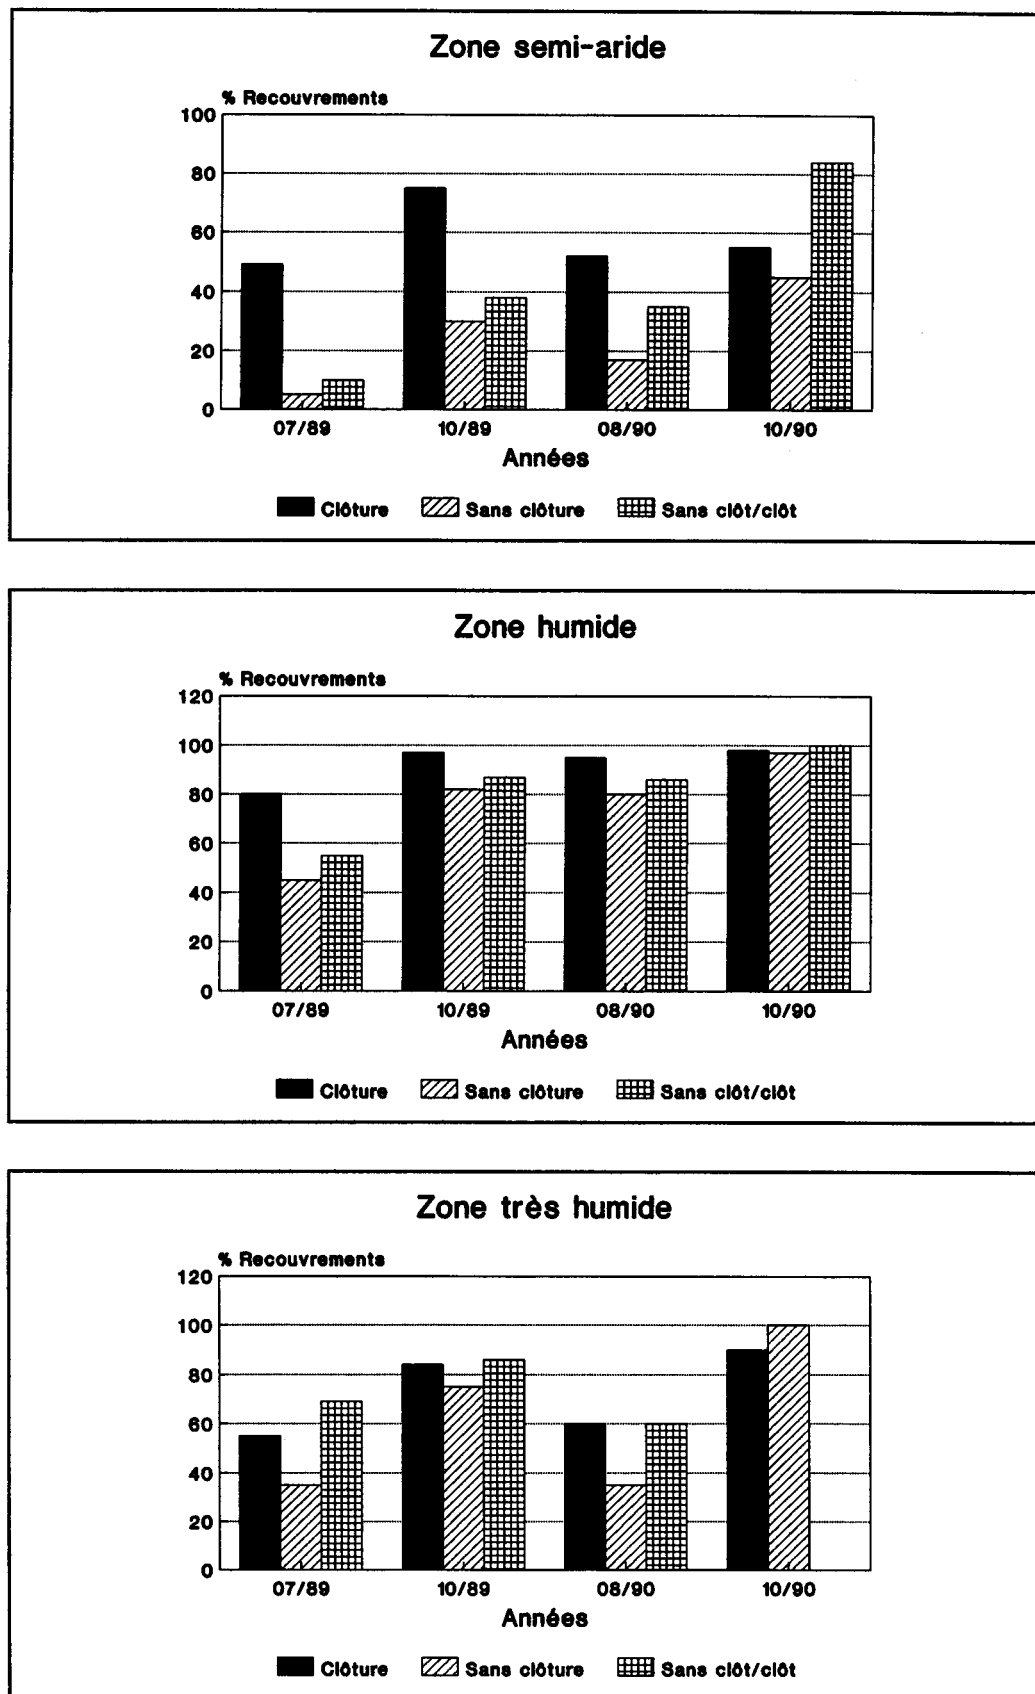 Zone semi-aride
% Recouvrements
100
80
60
40
20
0
07/89 10/89 08/90 10/90
Années
Clôture Sans clôture Sans clôt/clôt
Zone humide
% Recouvrements
120
100
80
60
40
20
0
07/89 10/89 08/90 10/90
Années
Clôture Sans clôture Sans clôt/clôt
Zone très humide
% Recouvrements
120
100
80
60
40
20
0
07/89 10/89 08/90 10/90
Années
Clôture Sans clôture Sans clôt/clôt